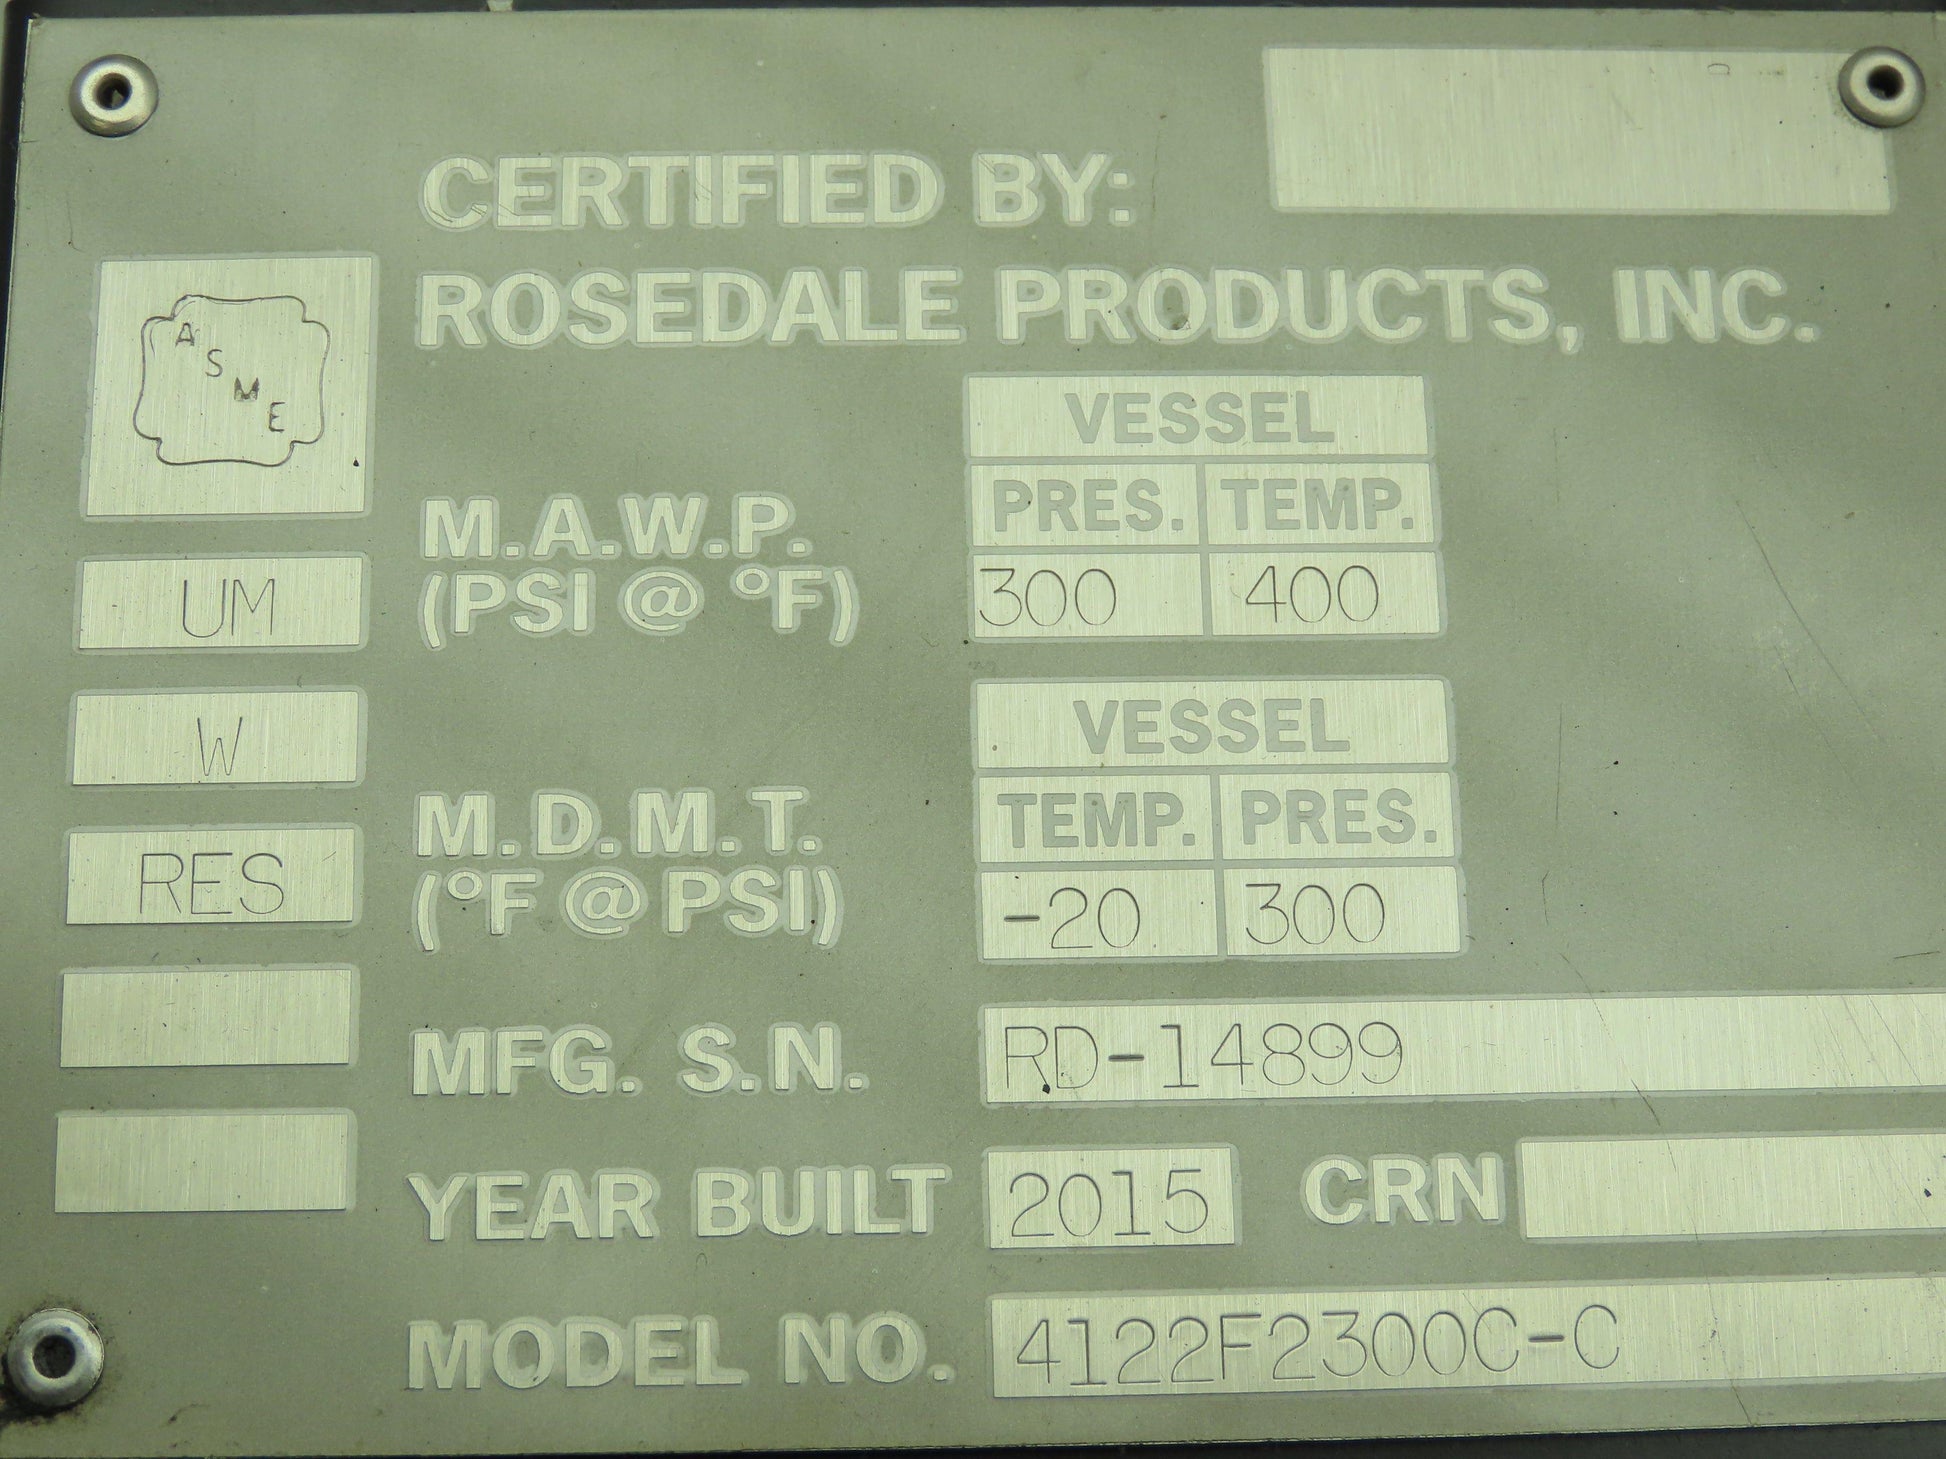 CERTIFIED BY:
ROSEDALE PRODUCTS, INC.
A
S
M
E
UM
W
RES
M.A.W.P.
(PSI @ °F)
VESSEL
PRES. TEMP.
300 400
M.D.M.T.
(°F @ PSI)
VESSEL
TEMP. PRES.
-20 300
MFG. S.N. RD-14899
YEAR BUILT 2015 CRN
MODEL NO. 4122F2300C-C